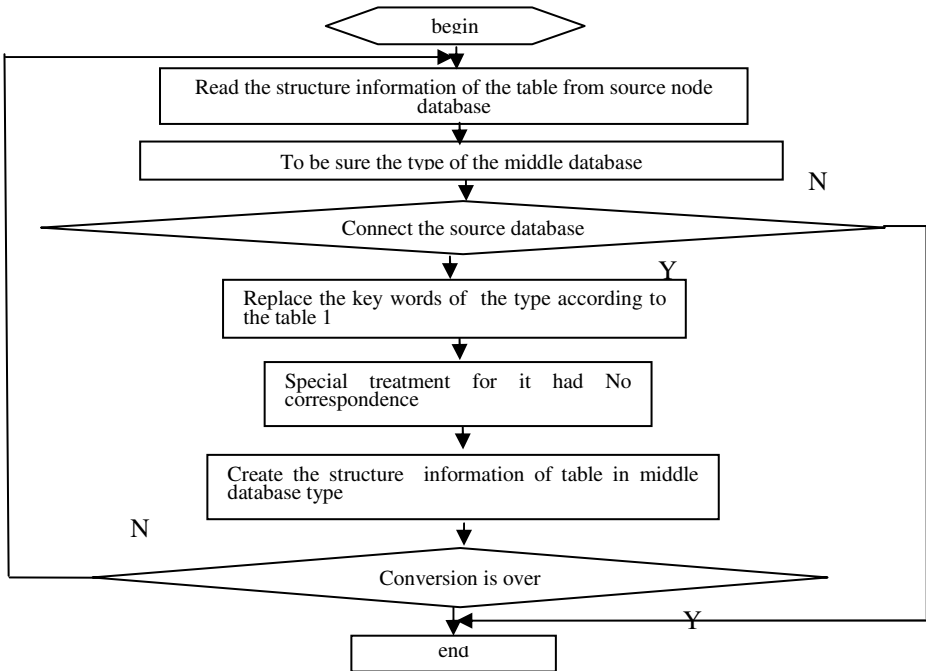 begin
Read the structure information of the table from source node
database
To be sure the type of the middle database
N
Connect the source database
Y
Replace the key words of the type according to
the table 1
Special treatment for it had No
correspondence
Create the structure information of table in middle
database type
N
Conversion is over
Y
end